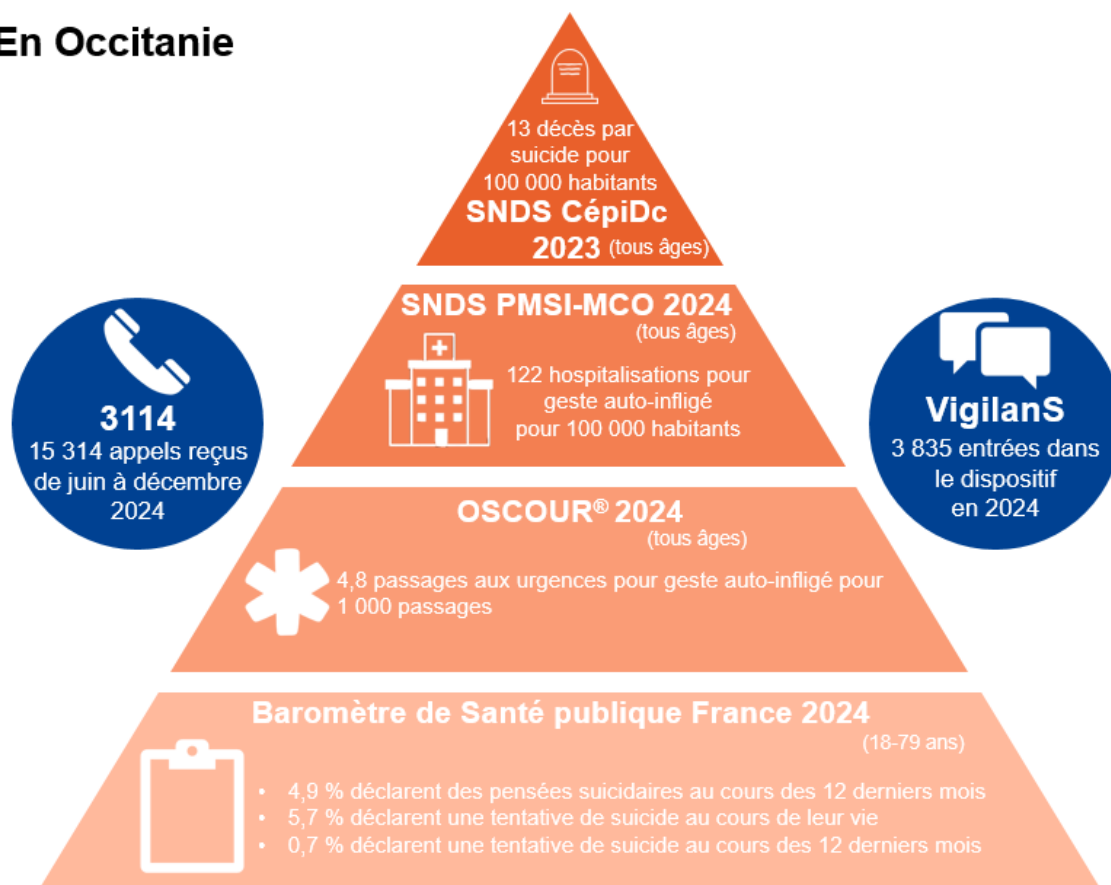 En Occitanie
13 décès par
suicide pour
100 000 habitants
SNDS CépiDc
2023 (tous âges)
SNDS PMSI-MCO 2024
(tous âges)
122 hospitalisations pour
geste auto-infligé
pour 100 000 habitants
3114
15 314 appels reçus
de juin à décembre
2024
VigilanS
3 835 entrées dans
le dispositif
en 2024
OSCOUR® 2024
(tous âges)
4,8 passages aux urgences pour geste auto-infligé pour
1 000 passages
Baromètre de Santé publique France 2024
(18-79 ans)
• 4,9 % déclarent des pensées suicidaires au cours des 12 derniers mois
• 5,7 % déclarent une tentative de suicide au cours de leur vie
• 0,7 % déclarent une tentative de suicide au cours des 12 derniers mois